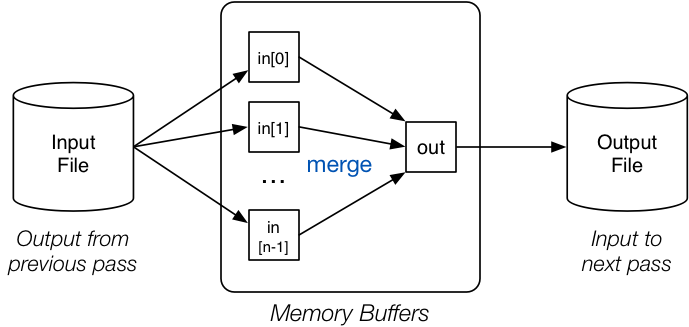 Input
File
Output from
previous pass
in[0]
in[1]
...
in
[n-1]
merge
out
Memory Buffers
Output
File
Input to
next pass